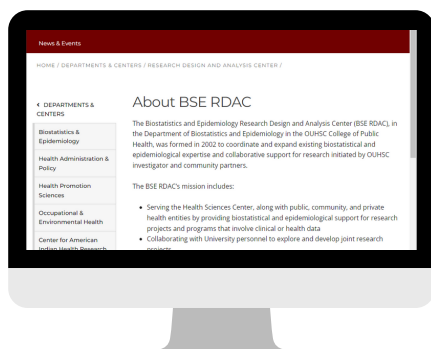 News & Events
HOME / DEPARTMENTS & CENTERS / RESEARCH DESIGN AND ANALYSIS CENTER /
DEPARTMENTS &
CENTERS
Biostatistics &
Epidemiology
Health Administration &
Policy
Health Promotion
Sciences
Occupational &
Environmental Health
Center for American
Indian Health Research
About BSE RDAC
The Biostatistics and Epidemiology Research Design and Analysis Center (BSE RDAC), in
the Department of Biostatistics and Epidemiology in the OUHSC College of Public
Health, was formed in 2002 to coordinate and expand existing biostatistical and
epidemiological expertise and collaborative support for research initiated by OUHSC
investigator and community partners.
The BSE RDAC's mission includes:
• Serving the Health Sciences Center, along with public, community, and private
health entities by providing biostatistical and epidemiological support for research
projects and programs that involve clinical or health data
• Collaborating with University personnel to explore and develop joint research
projects